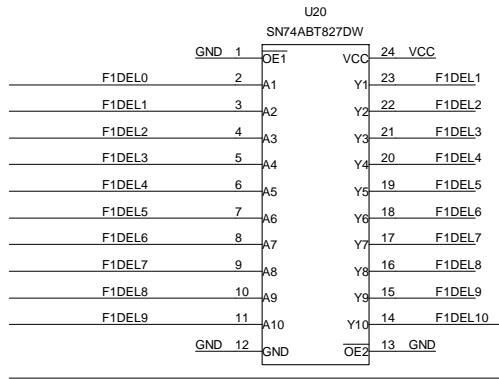 U20
SN74ABT827DW
GND 1 OE1 VCC 24 VCC
F1DEL0 2 A1 Y1 23 F1DEL1
F1DEL1 3 A2 Y2 22 F1DEL2
F1DEL2 4 A3 Y3 21 F1DEL3
F1DEL3 5 A4 Y4 20 F1DEL4
F1DEL4 6 A5 Y5 19 F1DEL5
F1DEL5 7 A6 Y6 18 F1DEL6
F1DEL6 8 A7 Y7 17 F1DEL7
F1DEL7 9 A8 Y8 16 F1DEL8
F1DEL8 10 A9 Y9 15 F1DEL9
F1DEL9 11 A10 Y10 14 F1DEL10
GND 12 GND OE2 13 GND